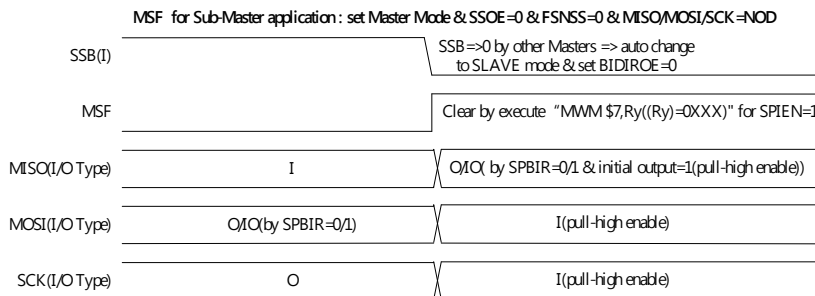 MSF for Sub-Master application : set Master Mode & SSOE=0 & FSNSS=0 & MISO/MOSI/SCK=NOD
SSB(I)
SSB=>0 by other Masters => auto change
to SLAVE mode & set BIDIROE=0
MSF
Clear by execute “MWM $7,Ry((Ry)=0XXX)" for SPIEN=1
MISO(I/O Type)
I
O/IO( by SPBIR=0/1 & initial output=1(pull-high enable))
MOSI(I/O Type)
O/IO(by SPBIR=0/1)
I(pull-high enable)
SCK(I/O Type)
O
I(pull-high enable)